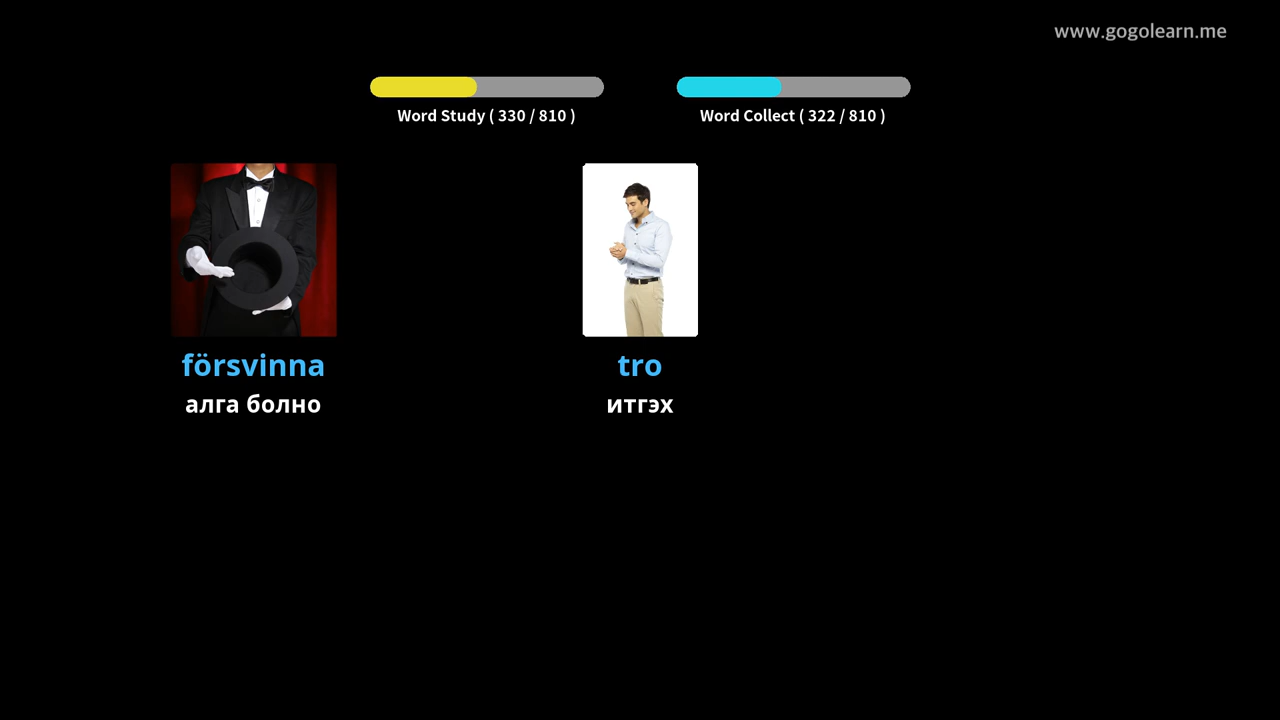 www.gogolearn.me
Word Study ( 330 / 810 )
Word Collect ( 322 / 810 )
försvinna
алга болно
tro
итгэх